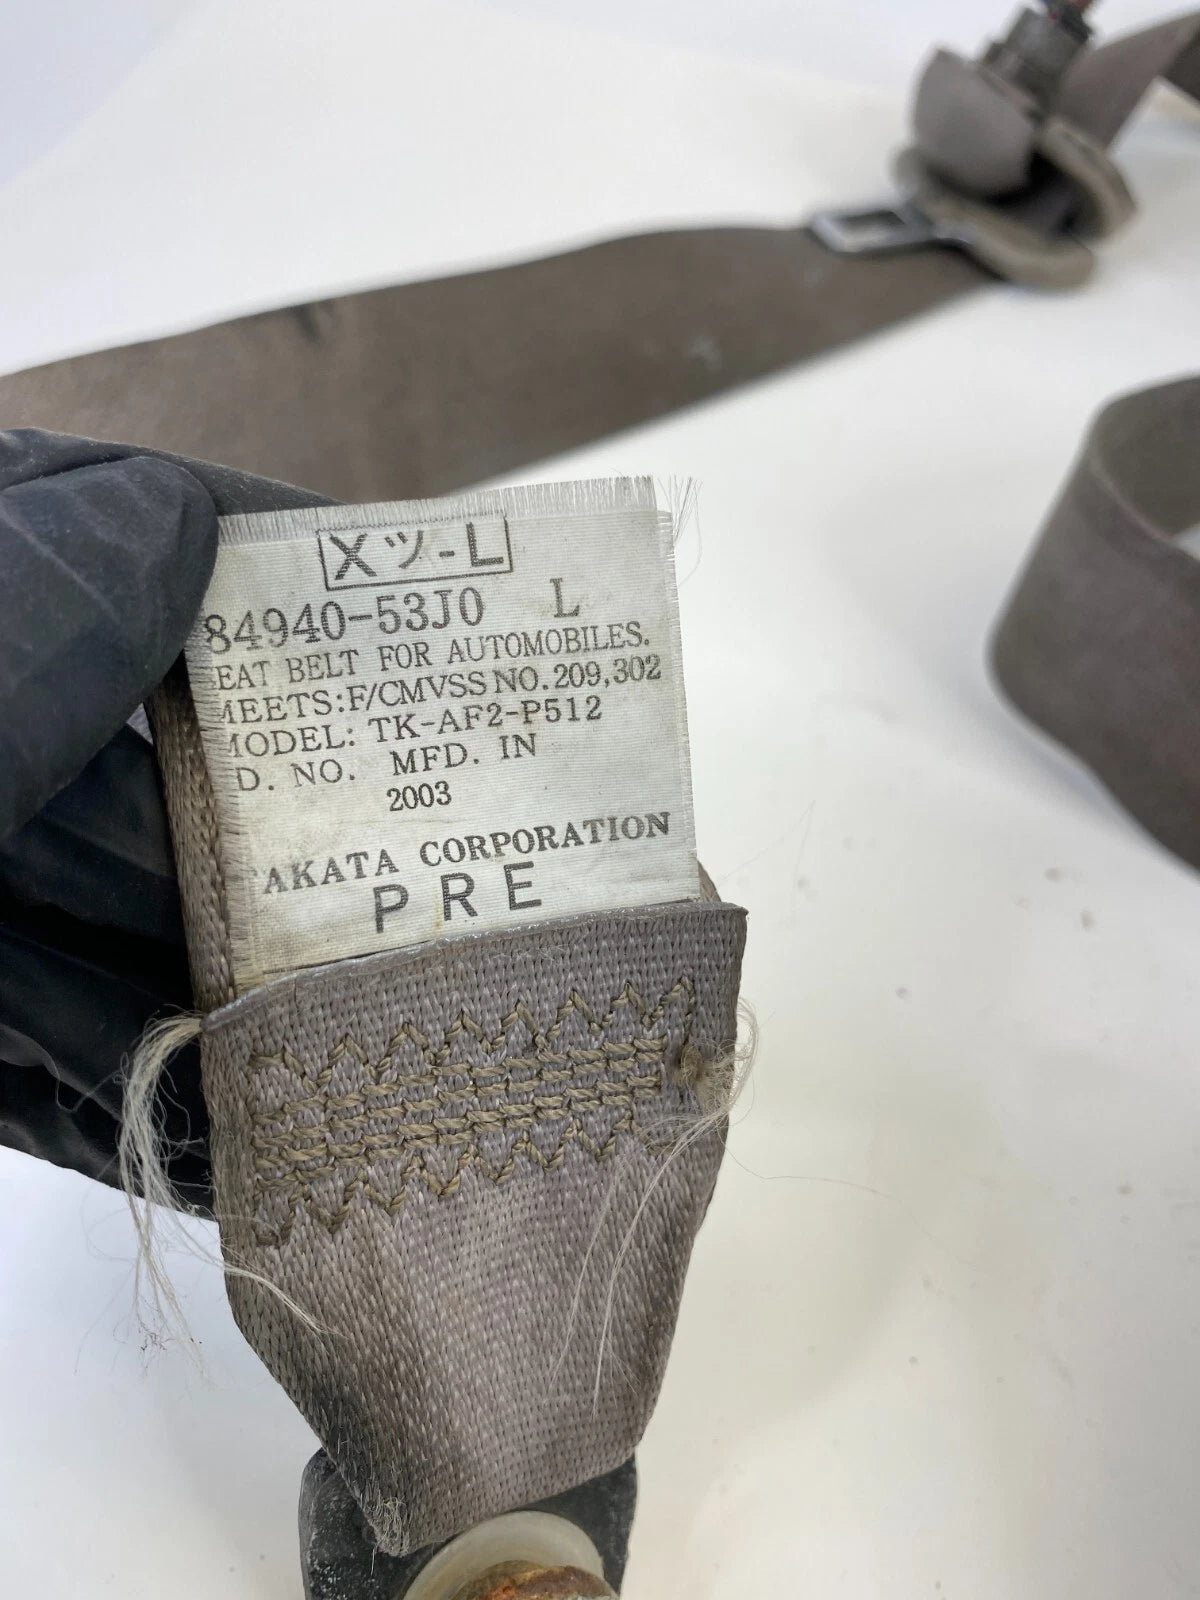 Xツ-L
84940-53J0 L
EAT BELT FOR AUTOMOBILES.
MEETS:F/CMVSS NO.209,302
MODEL: TK-AF2-P512
D. NO. MFD. IN
2003
AKATA CORPORATION
PRE